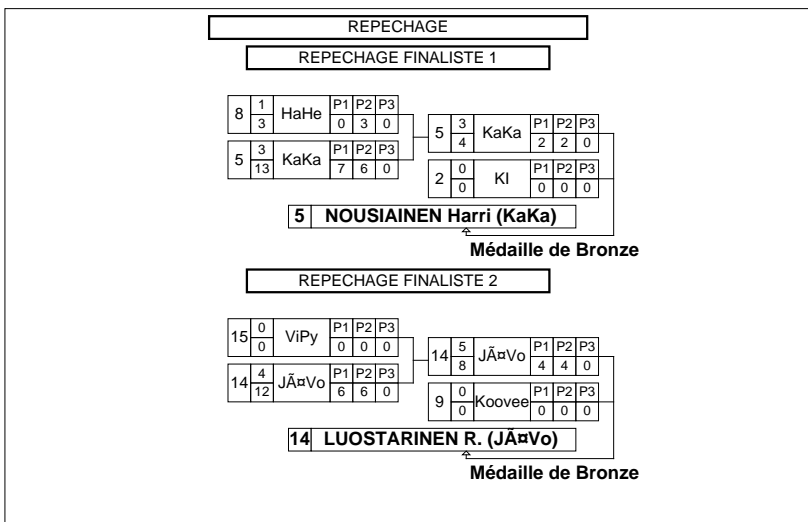 REPECHAGE
REPECHAGE FINALISTE 1
8 1 3 HaHe P1 P2 P3 0 3 0
5 3 13 KaKa P1 P2 P3 7 6 0
5 3 4 KaKa P1 P2 P3 2 2 0
2 0 0 KI P1 P2 P3 0 0 0
5 NOUSIAINEN Harri (KaKa)
Médaille de Bronze
REPECHAGE FINALISTE 2
15 0 0 ViPy P1 P2 P3 0 0 0
14 4 12 JÃ¤Vo P1 P2 P3 6 6 0
14 5 8 JÃ¤Vo P1 P2 P3 4 4 0
9 0 0 Koovee P1 P2 P3 0 0 0
14 LUOSTARINEN R. (JÃ¤Vo)
Médaille de Bronze